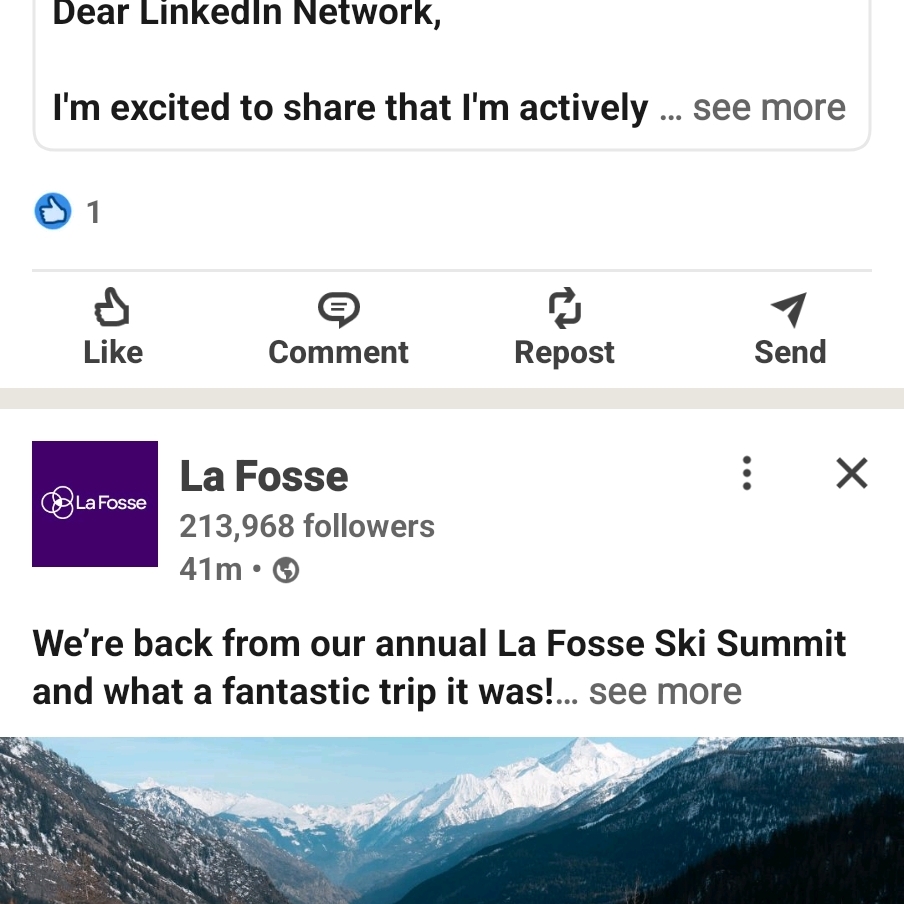 Dear LinkedIn Network,
I'm excited to share that I'm actively ... see more
1
Like
Comment
Repost
Send
La Fosse
La Fosse
213,968 followers
41m •
We’re back from our annual La Fosse Ski Summit
and what a fantastic trip it was!... see more